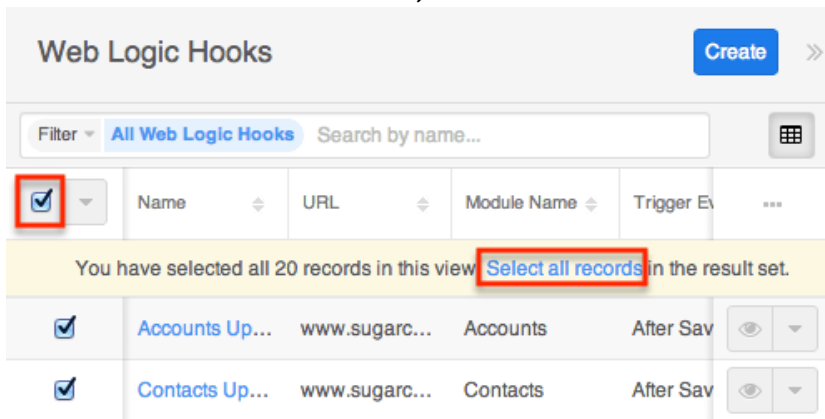 Web Logic Hooks Create
Filter All Web Logic Hooks Search by name...
Name URL Module Name Trigger Ev
You have selected all 20 records in this view. Select all records in the result set.
Accounts Up... www.sugarc... Accounts After Sav
Contacts Up... www.sugarc... Contacts After Sav